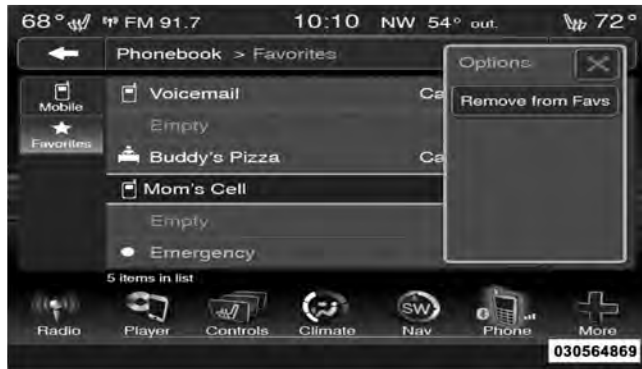 68° FM 91.7 10:10 NW 54° out. 72°
Phonebook > Favorites
Options
Mobile
Favorites
Voicemail Ca
Remove from Favs
Empty
Buddy's Pizza Ca
Mom's Cell
Empty
Emergency
5 items in list
SW
Radio Player Controls Climate Nav Phone More
030564869